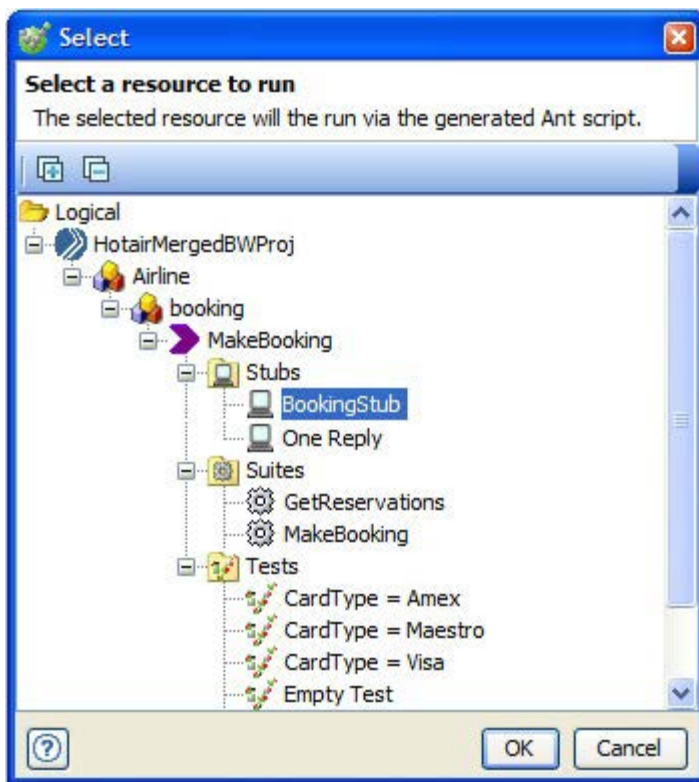 Select
Select a resource to run
The selected resource will the run via the generated Ant script.
Logical
HotairMergedBWProj
Airline
booking
MakeBooking
Stubs
BookingStub
One Reply
Suites
GetReservations
MakeBooking
Tests
CardType = Amex
CardType = Maestro
CardType = Visa
Empty Test
OK
Cancel